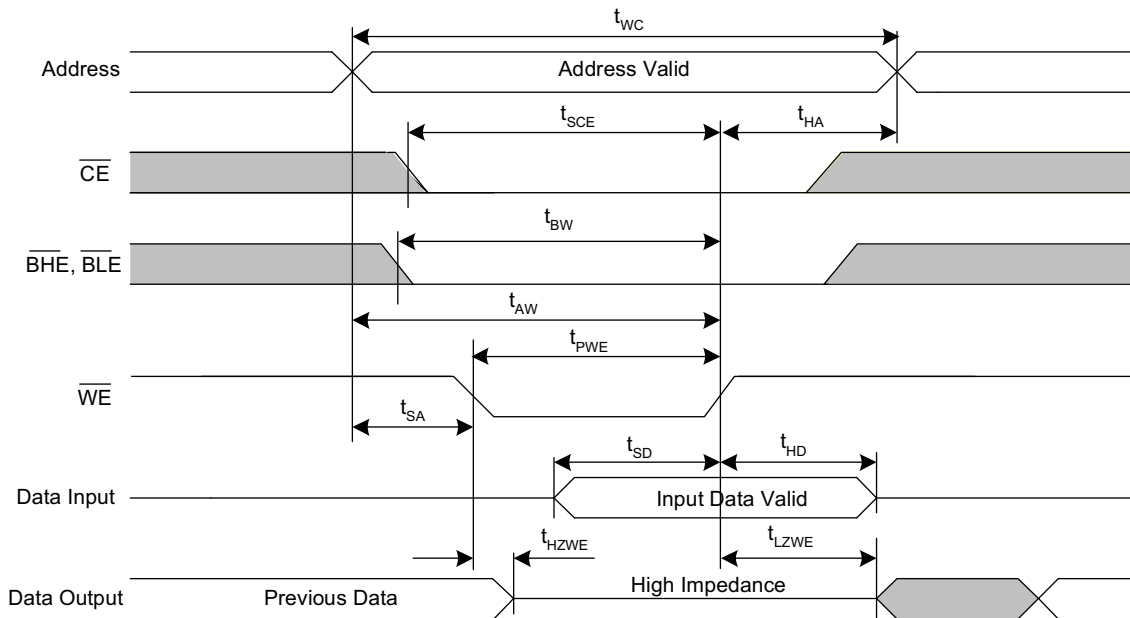 tWC
Address
Address Valid
tSCE
tHA
CE
tBW
BHE, BLE
tAW
tPWE
WE
tSA
tSD
tHD
Data Input
Input Data Valid
tHZWE
tLZWE
Data Output
Previous Data
High Impedance